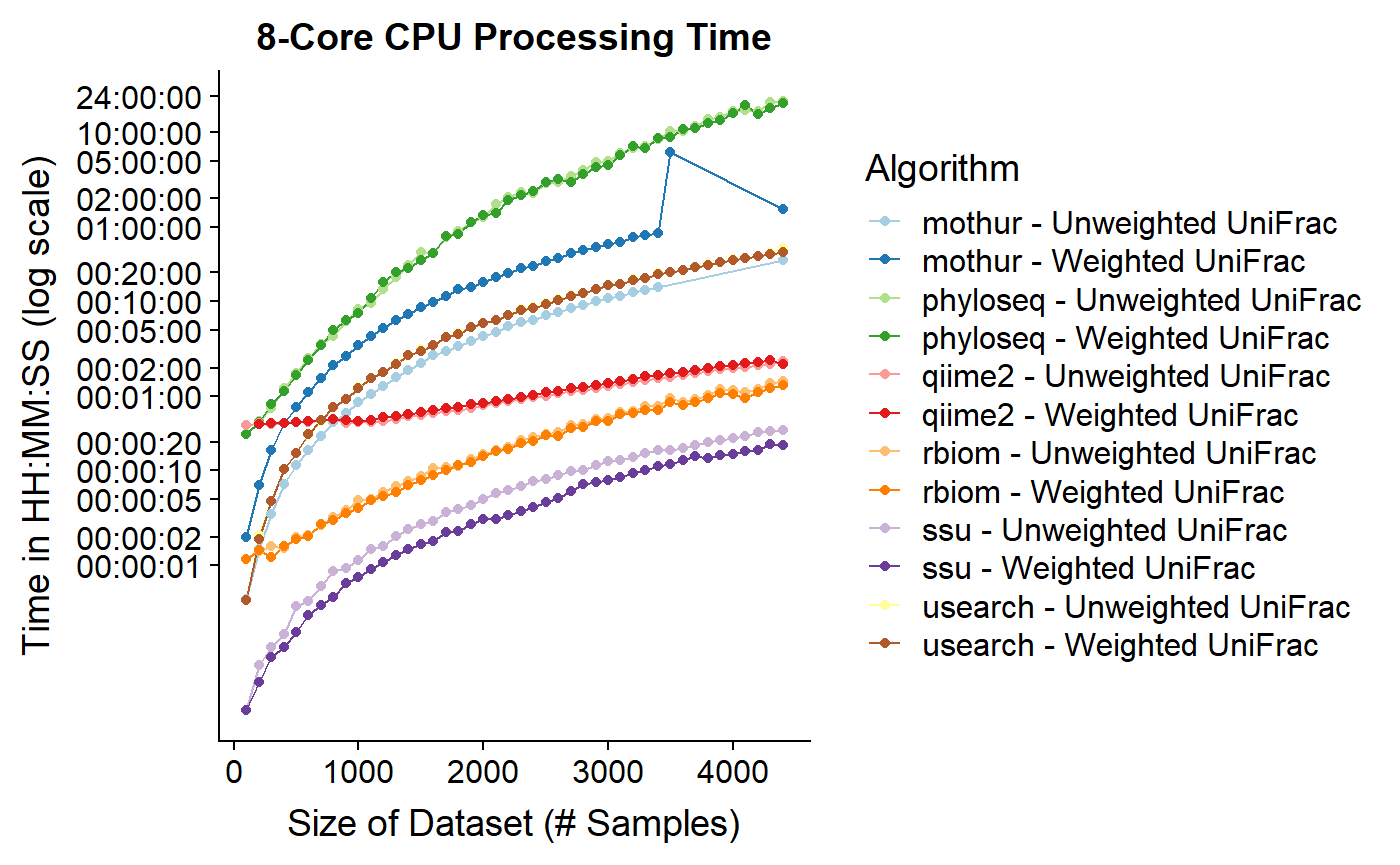 8-Core CPU Processing Time
Time in HH:MM:SS (log scale)
24:00:00
10:00:00
05:00:00
02:00:00
01:00:00
00:20:00
00:10:00
00:05:00
00:02:00
00:01:00
00:00:20
00:00:10
00:00:05
00:00:02
00:00:01
0
1000
2000
3000
4000
Size of Dataset (# Samples)
Algorithm
mothur - Unweighted UniFrac
mothur - Weighted UniFrac
phyloseq - Unweighted UniFrac
phyloseq - Weighted UniFrac
qiime2 - Unweighted UniFrac
qiime2 - Weighted UniFrac
rbiom - Unweighted UniFrac
rbiom - Weighted UniFrac
ssu - Unweighted UniFrac
ssu - Weighted UniFrac
usearch - Unweighted UniFrac
usearch - Weighted UniFrac